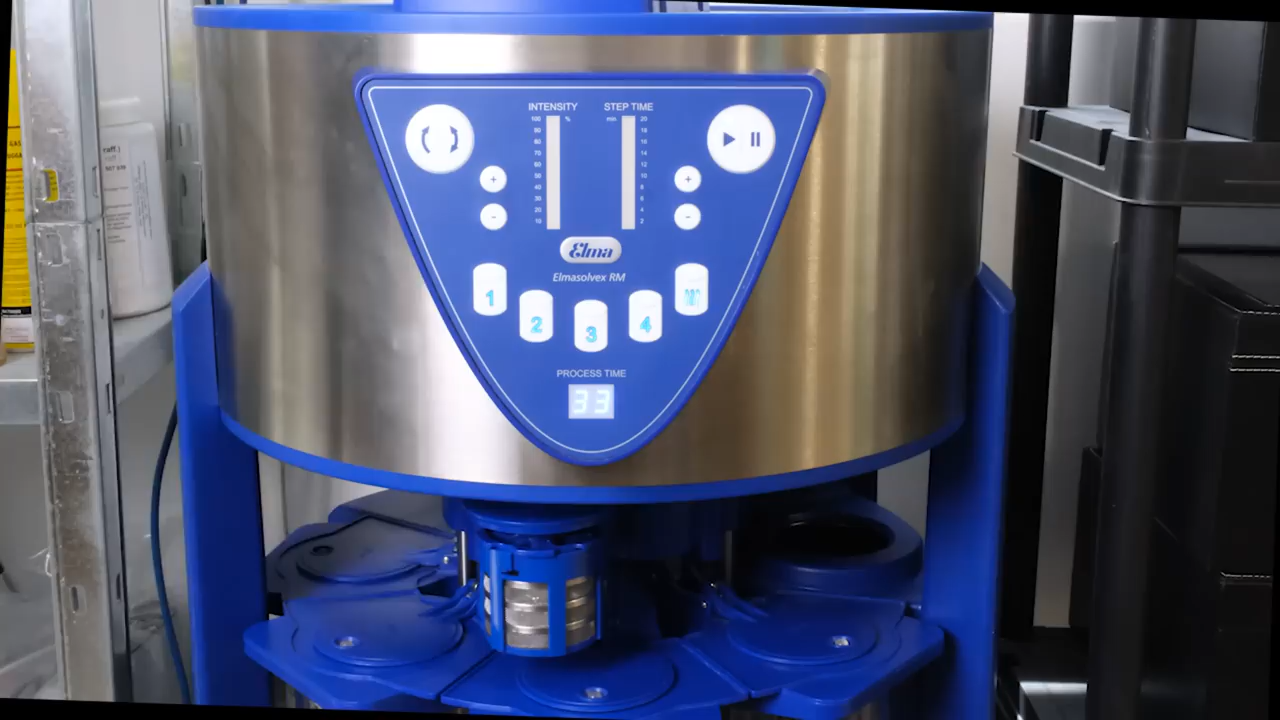 INTENSITY STEP TIME
100 % min. 20
90 18
80 16
70 14
60 12
50 10
40 8
30 6
20 4
10 2
+ +
- -
Elma
Elmasolvex RM
1 2 3 4
PROCESS TIME
33